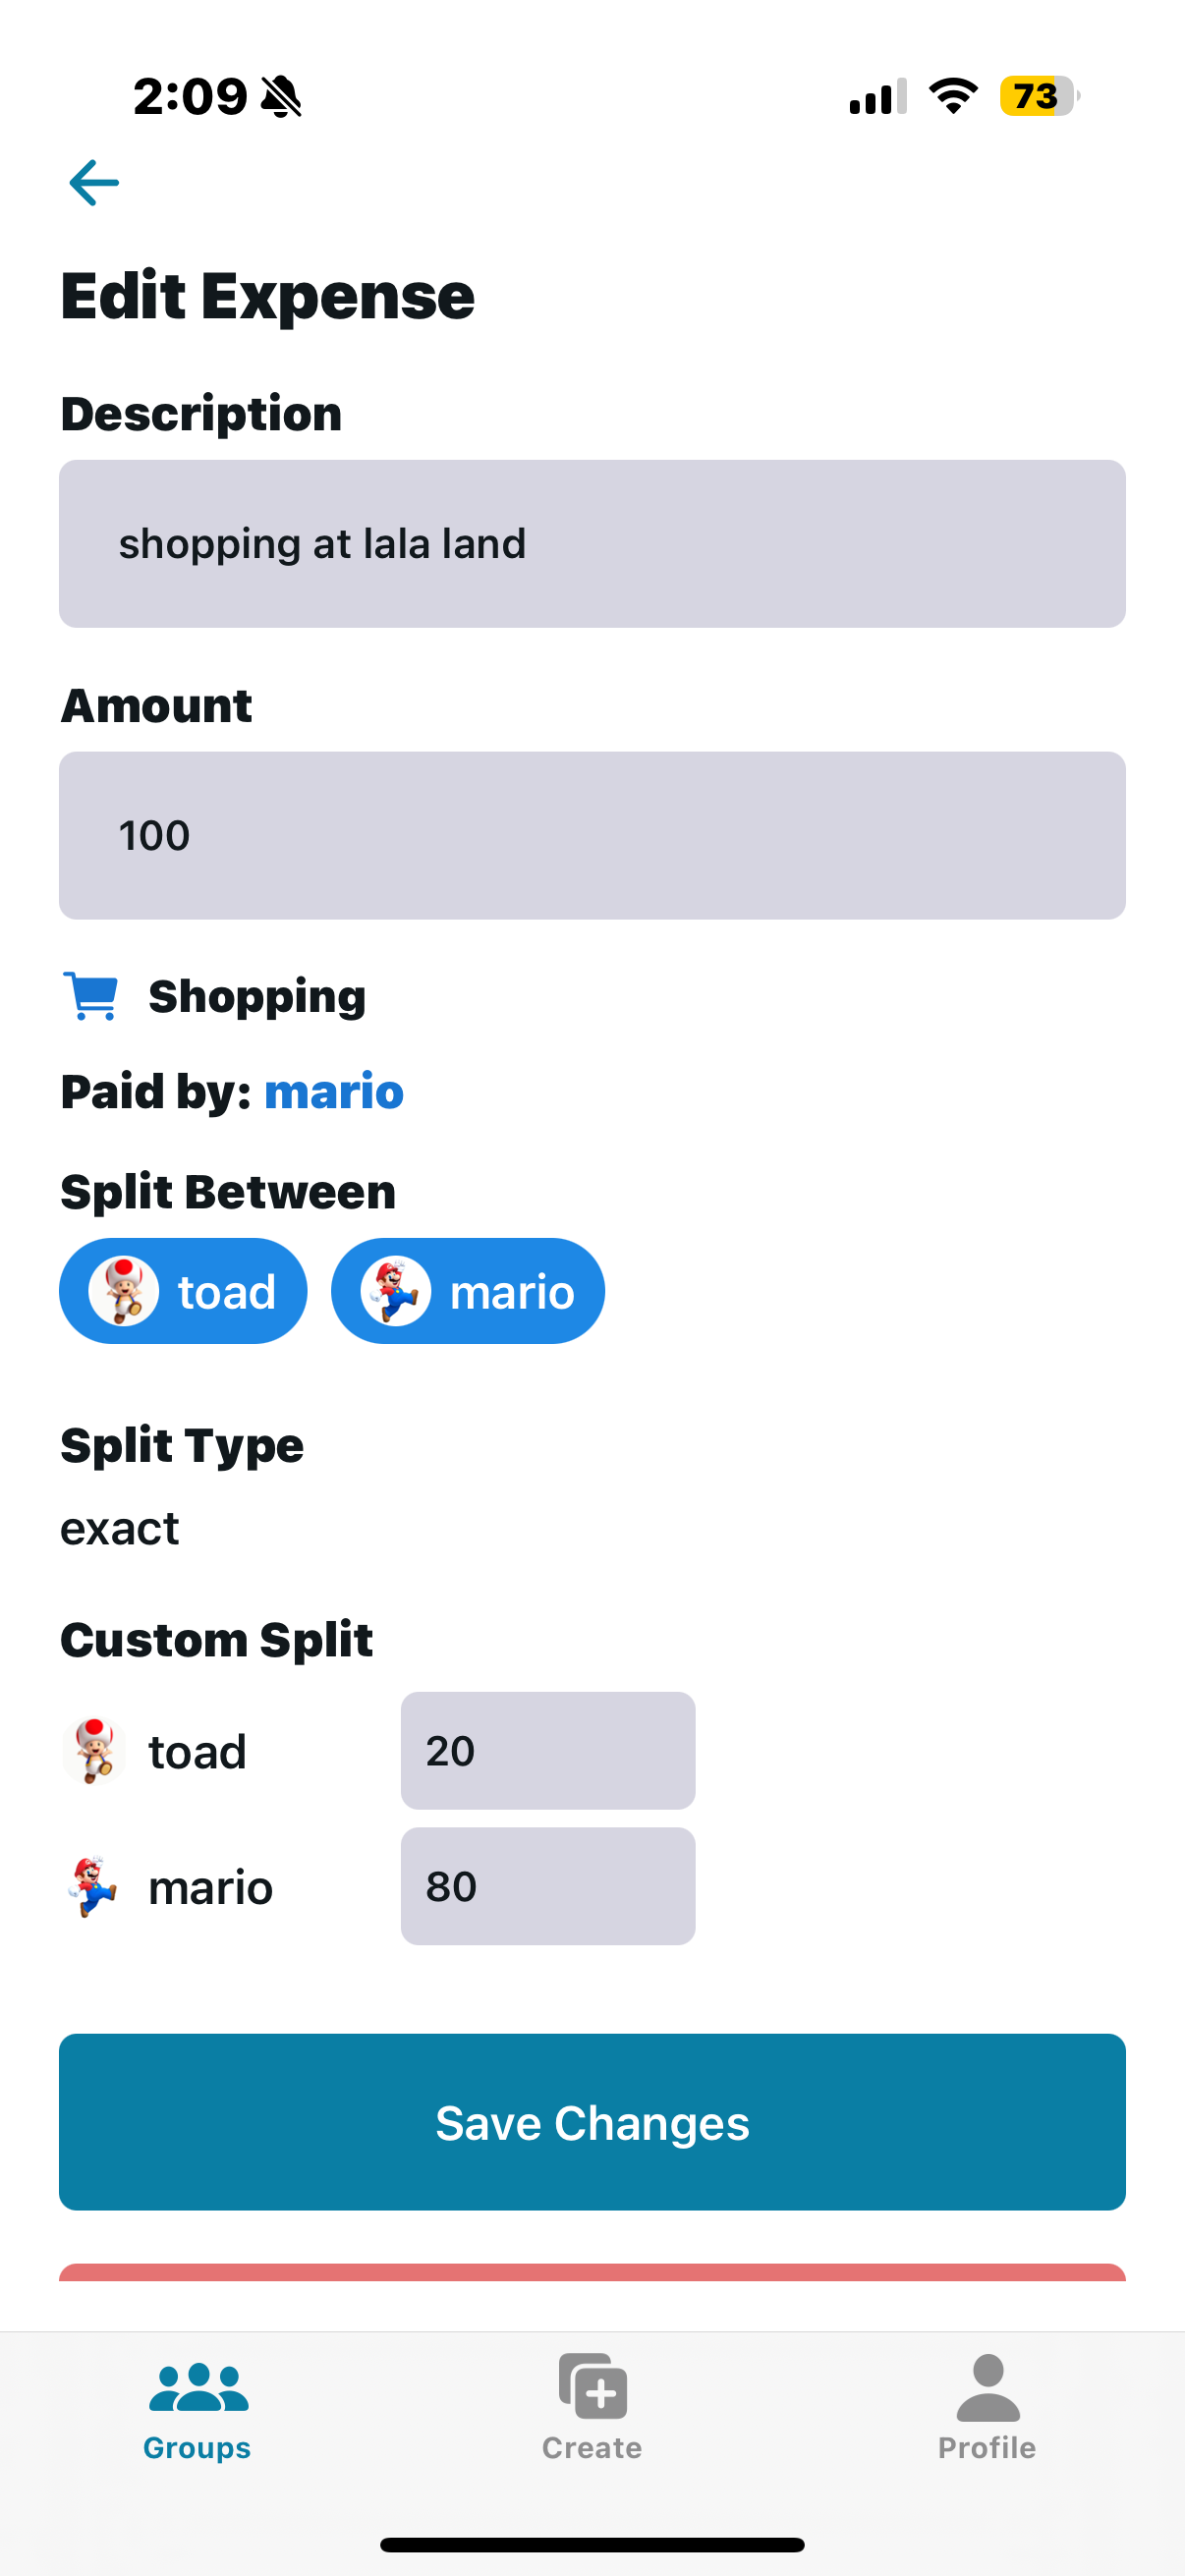 2:09
73
Edit Expense
Description
shopping at lala land
Amount
100
Shopping
Paid by: mario
Split Between
toad mario
Split Type
exact
Custom Split
toad 20
mario 80
Save Changes
Groups Create Profile